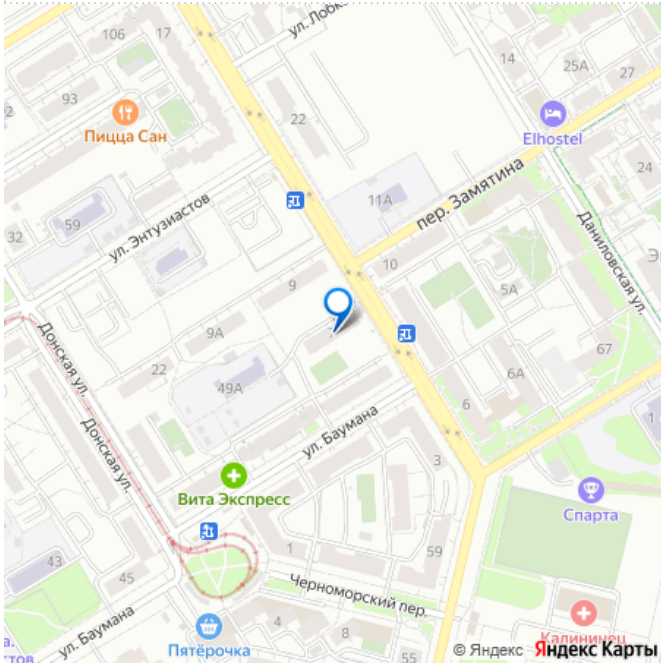 106
17
ул. Лобк
14
25А
27
93
Пицца Сан
22
Elhostel
24
11А
пер. Замятина
59
ул. Энтузиастов
32
Даниловская ул.
10
9
5А
9А
Донская ул.
22
49А
67
6А
6
ул. Баумана
3
Донская ул.
Вита Экспресс
Спарта
1
43
1
59
45
Черноморский пер.
ул. Баумана
4
8
55
Пятёрочка
Калининец
© Яндекс Яндекс Карты